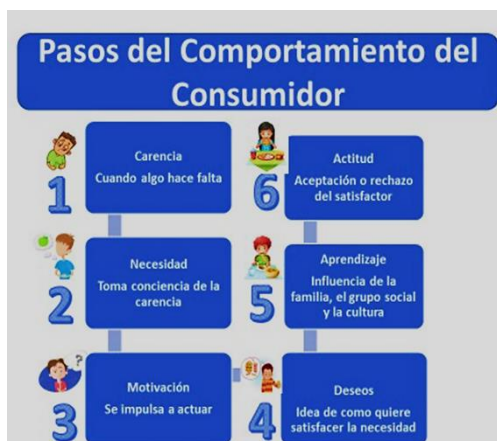 Pasos del Comportamiento del
Consumidor
1
Carencia
Cuando algo hace falta
2
Necesidad
Toma conciencia de la
carencia
3
Motivación
Se impulsa a actuar
?
4
Deseos
Idea de como quiere
satisfacer la necesidad
5
Aprendizaje
Influencia de la
familia, el grupo social
y la cultura
6
Actitud
Aceptación o rechazo
del satisfactor